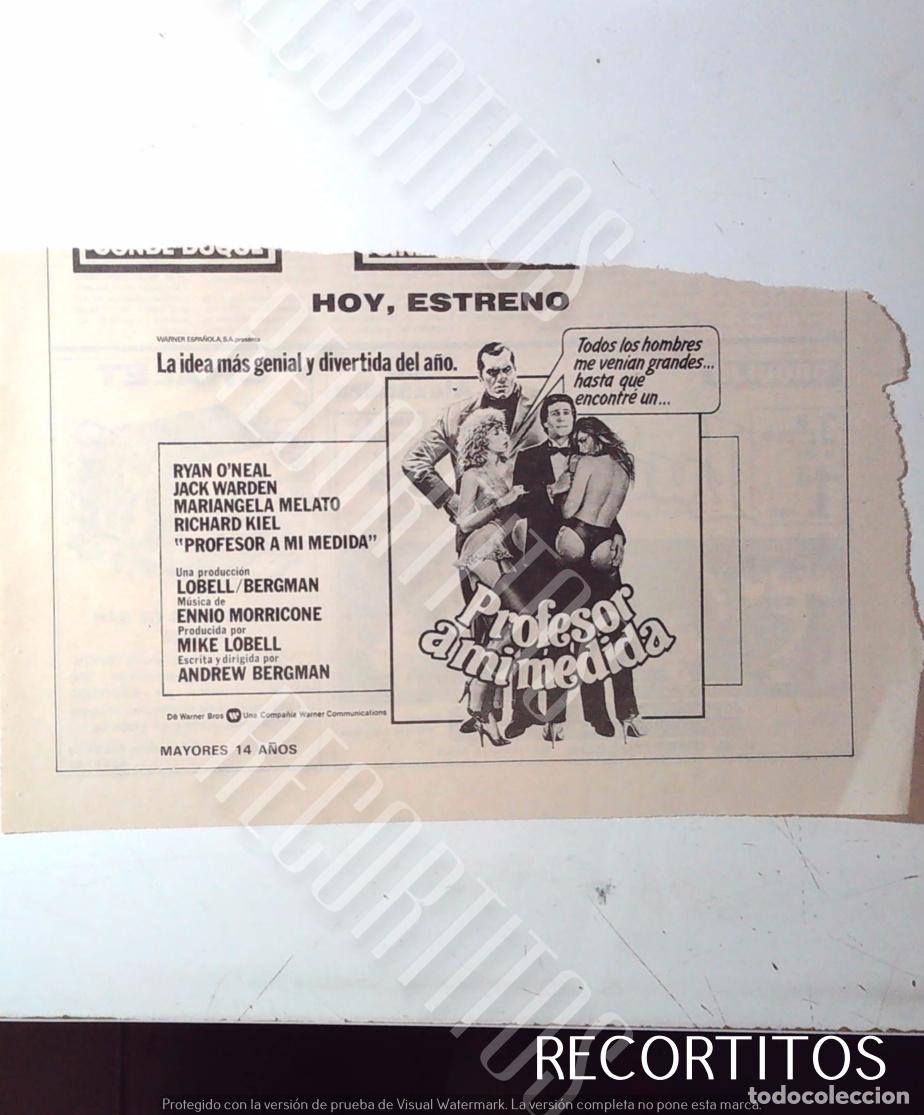 CONDE DUQUE
HOY, ESTRENO
WARNER ESPAÑOLA, S.A. presenta
La idea más genial y divertida del año.
Todos los hombres
me venían grandes...
hasta que
encontré un...
RYAN O'NEAL
JACK WARDEN
MARIANGELA MELATO
RICHARD KIEL
"PROFESOR A MI MEDIDA"
Una producción
LOBELL/BERGMAN
Música de
ENNIO MORRICONE
Producida por
MIKE LOBELL
Escrita y dirigida por
ANDREW BERGMAN
Profesor
a mi medida
De Warner Bros W Una Compañia Warner Communications
MAYORES 14 AÑOS
RECORTITOS
RECORTITOS
RECORTITOS
RECORTITOS
todocoleccion
Protegido con la versión de prueba de Visual Watermark. La versión completa no pone esta marca.